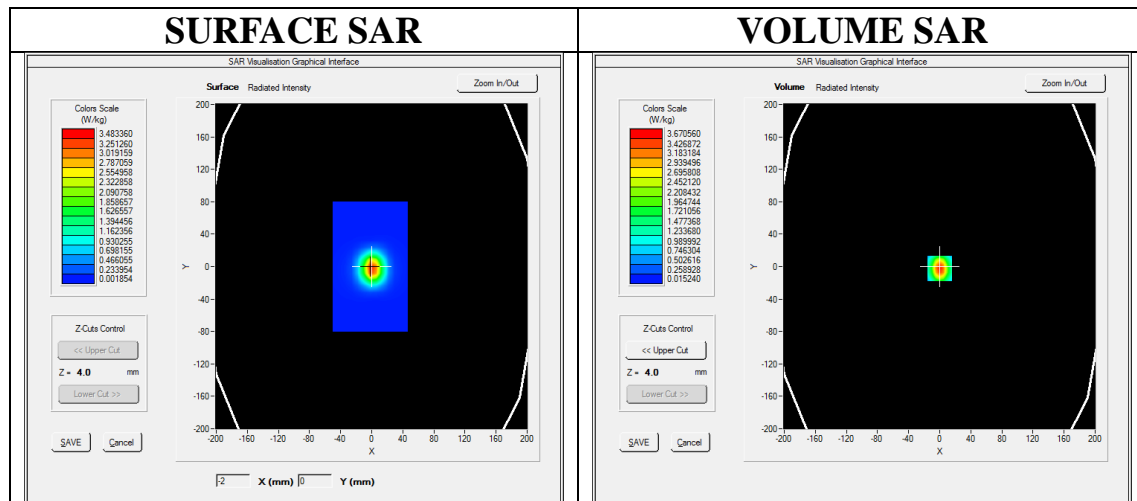 SURFACE SAR
VOLUME SAR
SAR Visualisation Graphical Interface
Surface Radiated Intensity
Zoom In/Out
Colors Scale
(W/kg)
3.483360
3.251260
3.019159
2.787059
2.554958
2.322858
2.090758
1.858657
1.626557
1.394456
1.162356
0.930255
0.698155
0.466055
0.233954
0.001854
Z-Cuts Control
<< Upper Cut
Z = 4.0 mm
Lower Cut >>
SAVE Cancel
200
160
120
80
40
0
-40
-80
-120
-160
-200
Y
-200 -160 -120 -80 -40 0 40 80 120 160 200
X
-2 X (mm) 0 Y (mm)
SAR Visualisation Graphical Interface
Volume Radiated Intensity
Zoom In/Out
Colors Scale
(W/kg)
3.670560
3.426872
3.183184
2.939496
2.695808
2.452120
2.208432
1.964744
1.721056
1.477368
1.233680
0.989992
0.746304
0.502616
0.258928
0.015240
Z-Cuts Control
<< Upper Cut
Z = 4.0 mm
Lower Cut >>
SAVE Cancel
200
160
120
80
40
0
-40
-80
-120
-160
-200
Y
-200 -160 -120 -80 -40 0 40 80 120 160 200
X